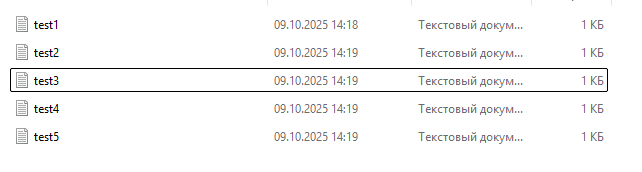 test1 09.10.2025 14:18 Текстовый докум... 1 КБ
test2 09.10.2025 14:19 Текстовый докум... 1 КБ
test3 09.10.2025 14:19 Текстовый докум... 1 КБ
test4 09.10.2025 14:19 Текстовый докум... 1 КБ
test5 09.10.2025 14:19 Текстовый докум... 1 КБ